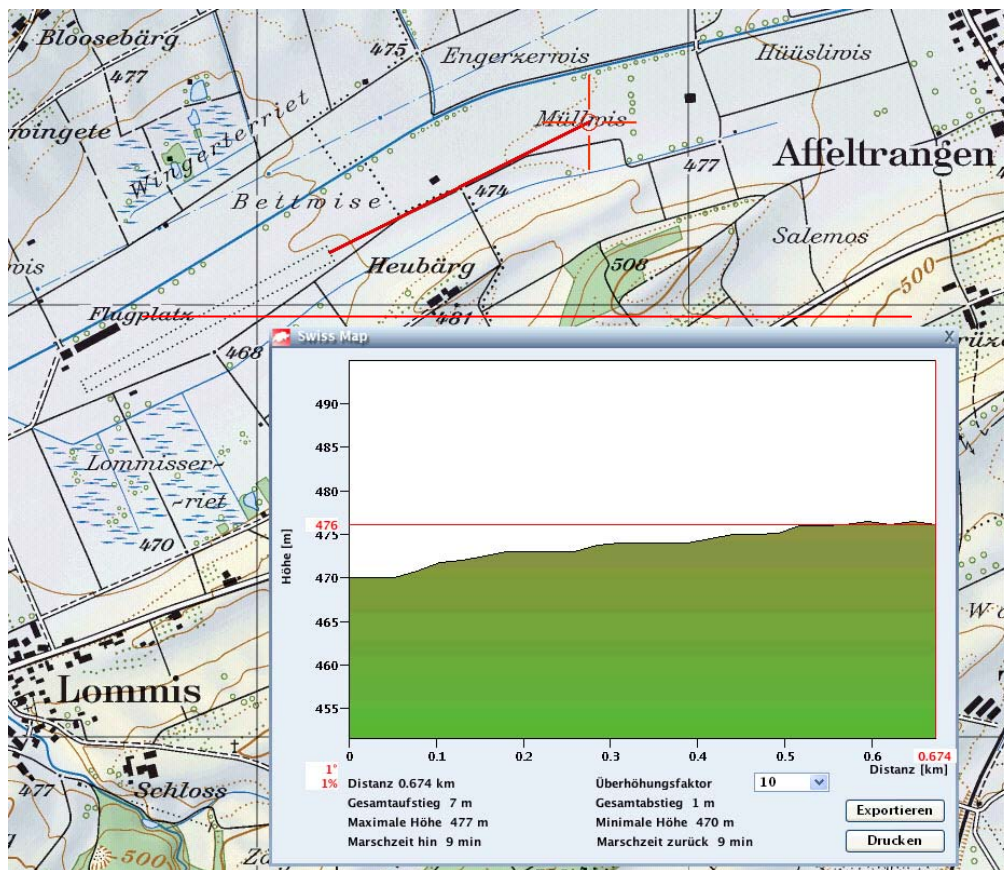 Bloosebärg
477
475
Engerzerwis
Hüüsliwis
wingete
Wingerterriet
Müllwis
477
Affeltrangen
Bettwise
474
Salemos
wis
Heubärg
508
500
Flugplatz
481
rüx
468
Lommisser-
-riet
470
Lommis
477
Schloss
500
Swiss Map
X
490
485
480
476
475
470
465
460
455
Höhe [m]
0
0.1
0.2
0.3
0.4
0.5
0.6
0.674
Distanz [km]
1°
1%
Distanz 0.674 km
Überhöhungsfaktor
10
Gesamtaufstieg 7 m
Gesamtabstieg 1 m
Maximale Höhe 477 m
Minimale Höhe 470 m
Marschzeit hin 9 min
Marschzeit zurück 9 min
Exportieren
Drucken